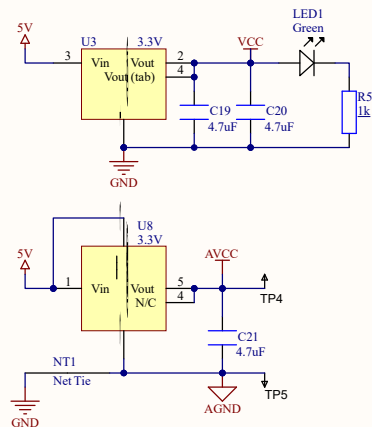 5V
U3
3.3V
3
Vin
Vout
2
Vout(tab)
4
VCC
LED1
Green
C19
4.7uF
C20
4.7uF
R5
1k
GND
U8
3.3V
5V
1
Vin
Vout
5
N/C
4
AVCC
TP4
C21
4.7uF
NT1
Net Tie
TP5
GND
AGND